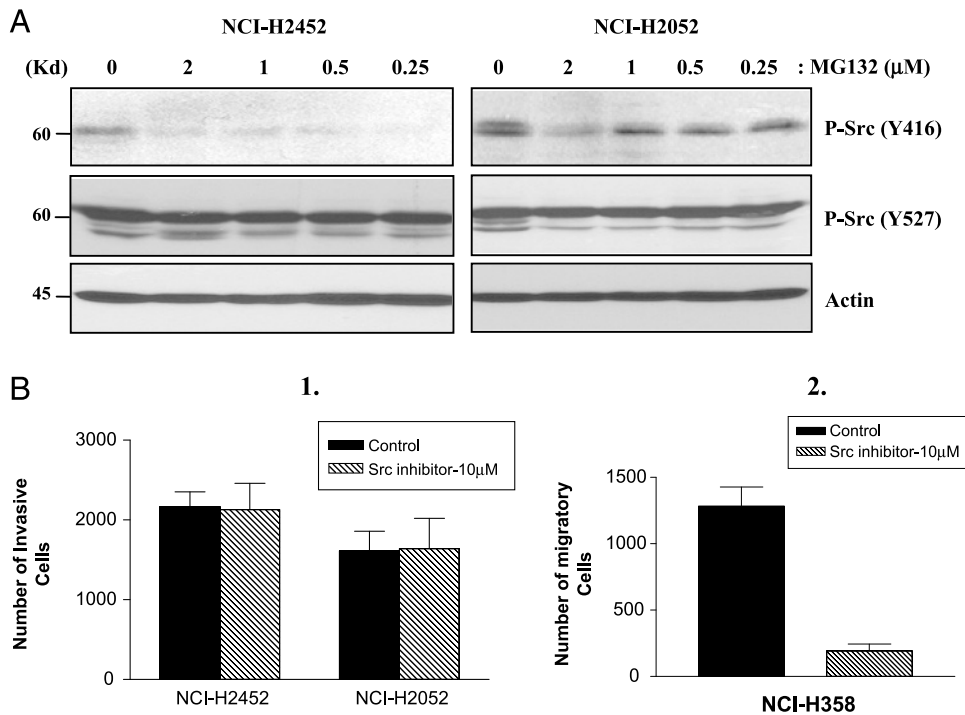 A
NCI-H2452 NCI-H2052
(Kd) 0 2 1 0.5 0.25 0 2 1 0.5 0.25 : MG132 (μM)
60 P-Src (Y416)
60 P-Src (Y527)
45 Actin
B
1.
Control
Src inhibitor-10μM
Number of Invasive
Cells
3000
2000
1000
0
NCI-H2452 NCI-H2052
2.
Control
Src inhibitor-10μM
Number of migratory
Cells
1500
1000
500
0
NCI-H358